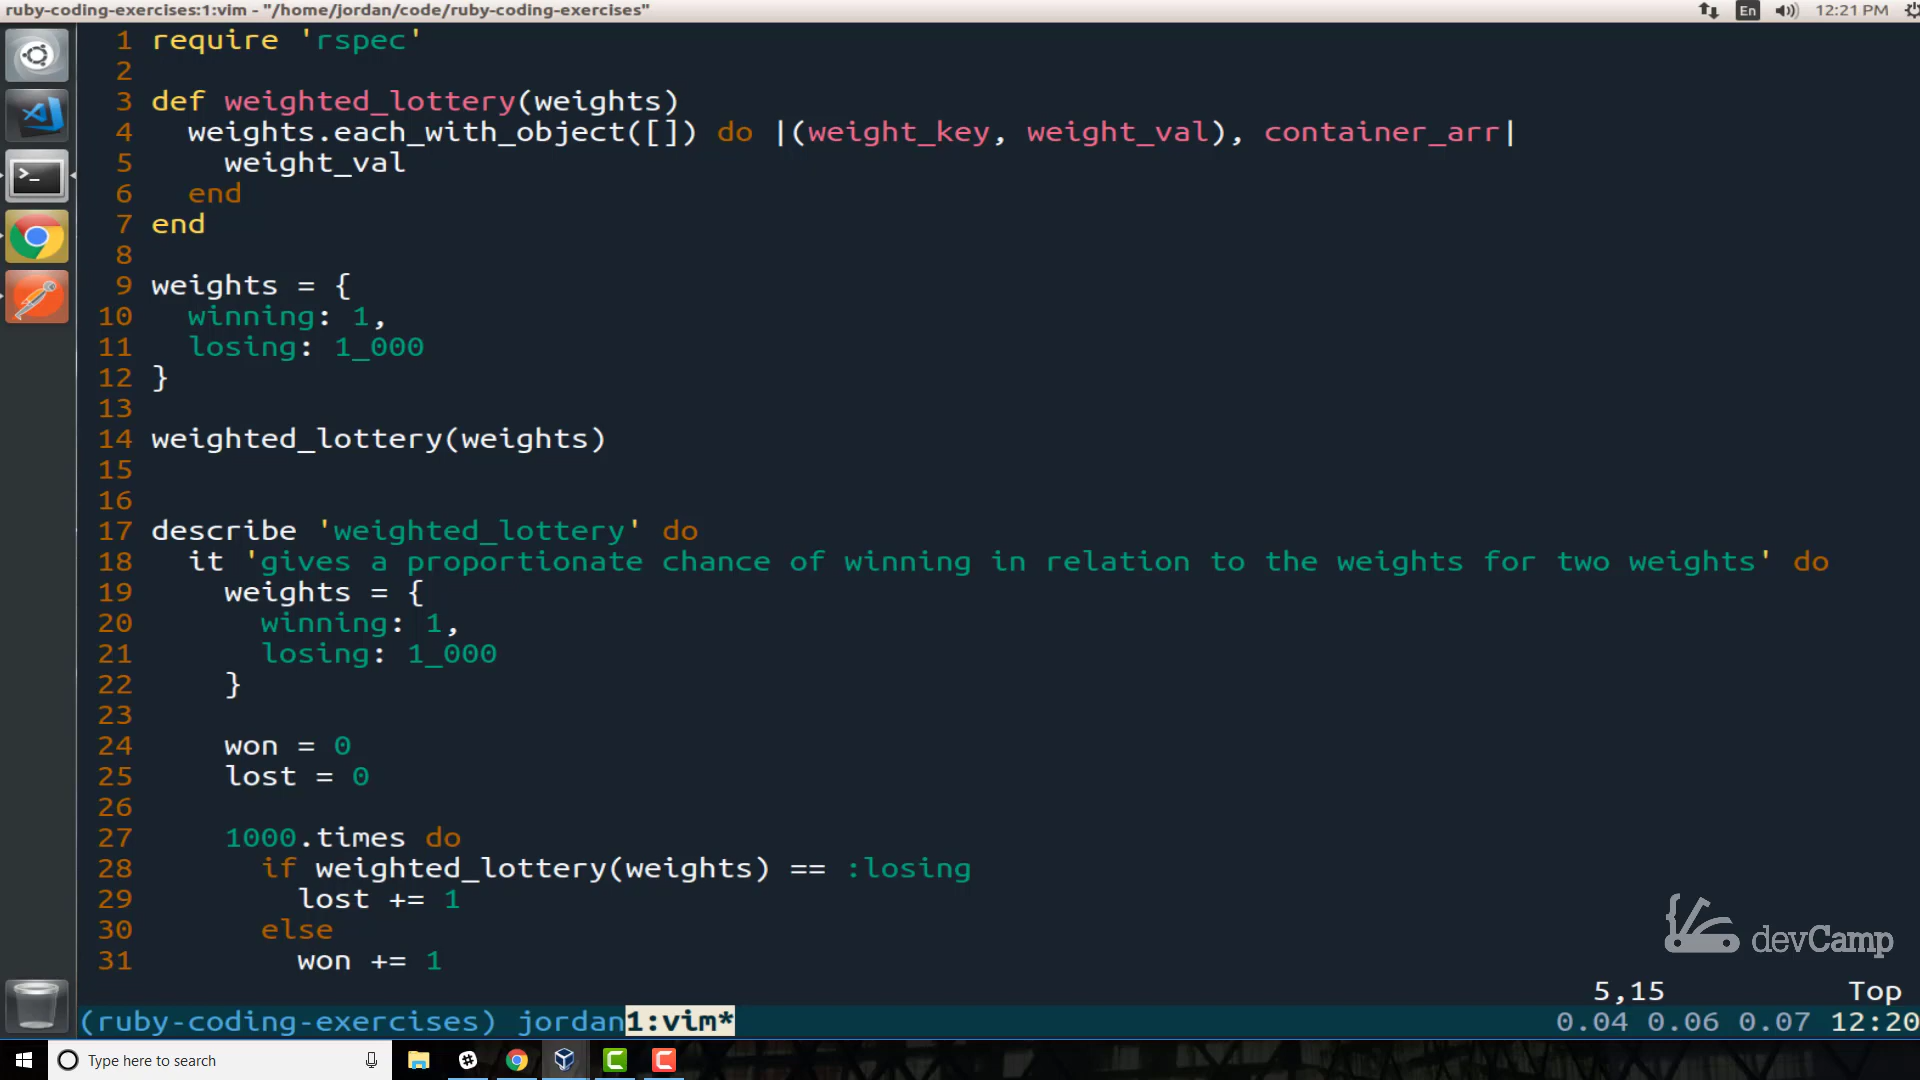 ruby-coding-exercises:1:vim - "/home/jordan/code/ruby-coding-exercises"
En 12:21 PM
1 require 'rspec'
2
3 def weighted_lottery(weights)
4   weights.each_with_object([]) do |(weight_key, weight_val), container_arr|
5     weight_val
6   end
7 end
8
9 weights = {
10   winning: 1,
11   losing: 1_000
12 }
13
14 weighted_lottery(weights)
15
16
17 describe 'weighted_lottery' do
18   it 'gives a proportionate chance of winning in relation to the weights for two weights' do
19     weights = {
20       winning: 1,
21       losing: 1_000
22     }
23
24     won = 0
25     lost = 0
26
27     1000.times do
28       if weighted_lottery(weights) == :losing
29         lost += 1
30       else
31         won += 1
devCamp
5,15 Top
(ruby-coding-exercises) jordan1:vim* 0.04 0.06 0.07 12:20
Type here to search